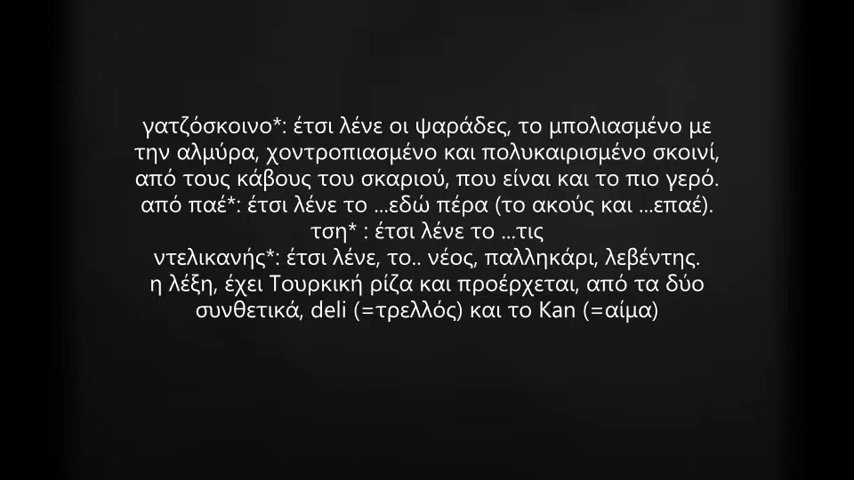 γατζόσκοινο*: έτσι λένε οι ψαράδες, το μπολιασμένο με
την αλμύρα, χοντροπιασμένο και πολυκαιρισμένο σκοινί,
από τους κάβους του σκαριού, που είναι και το πιο γερό.
από παέ*: έτσι λένε το ...εδώ πέρα (το ακούς και ...επαέ).
τση* : έτσι λένε το ...τις
ντελικανής*: έτσι λένε, το.. νέος, παλληκάρι, λεβέντης.
η λέξη, έχει Τουρκική ρίζα και προέρχεται, από τα δύο
συνθετικά, deli (=τρελλός) και το Kan (=αίμα)